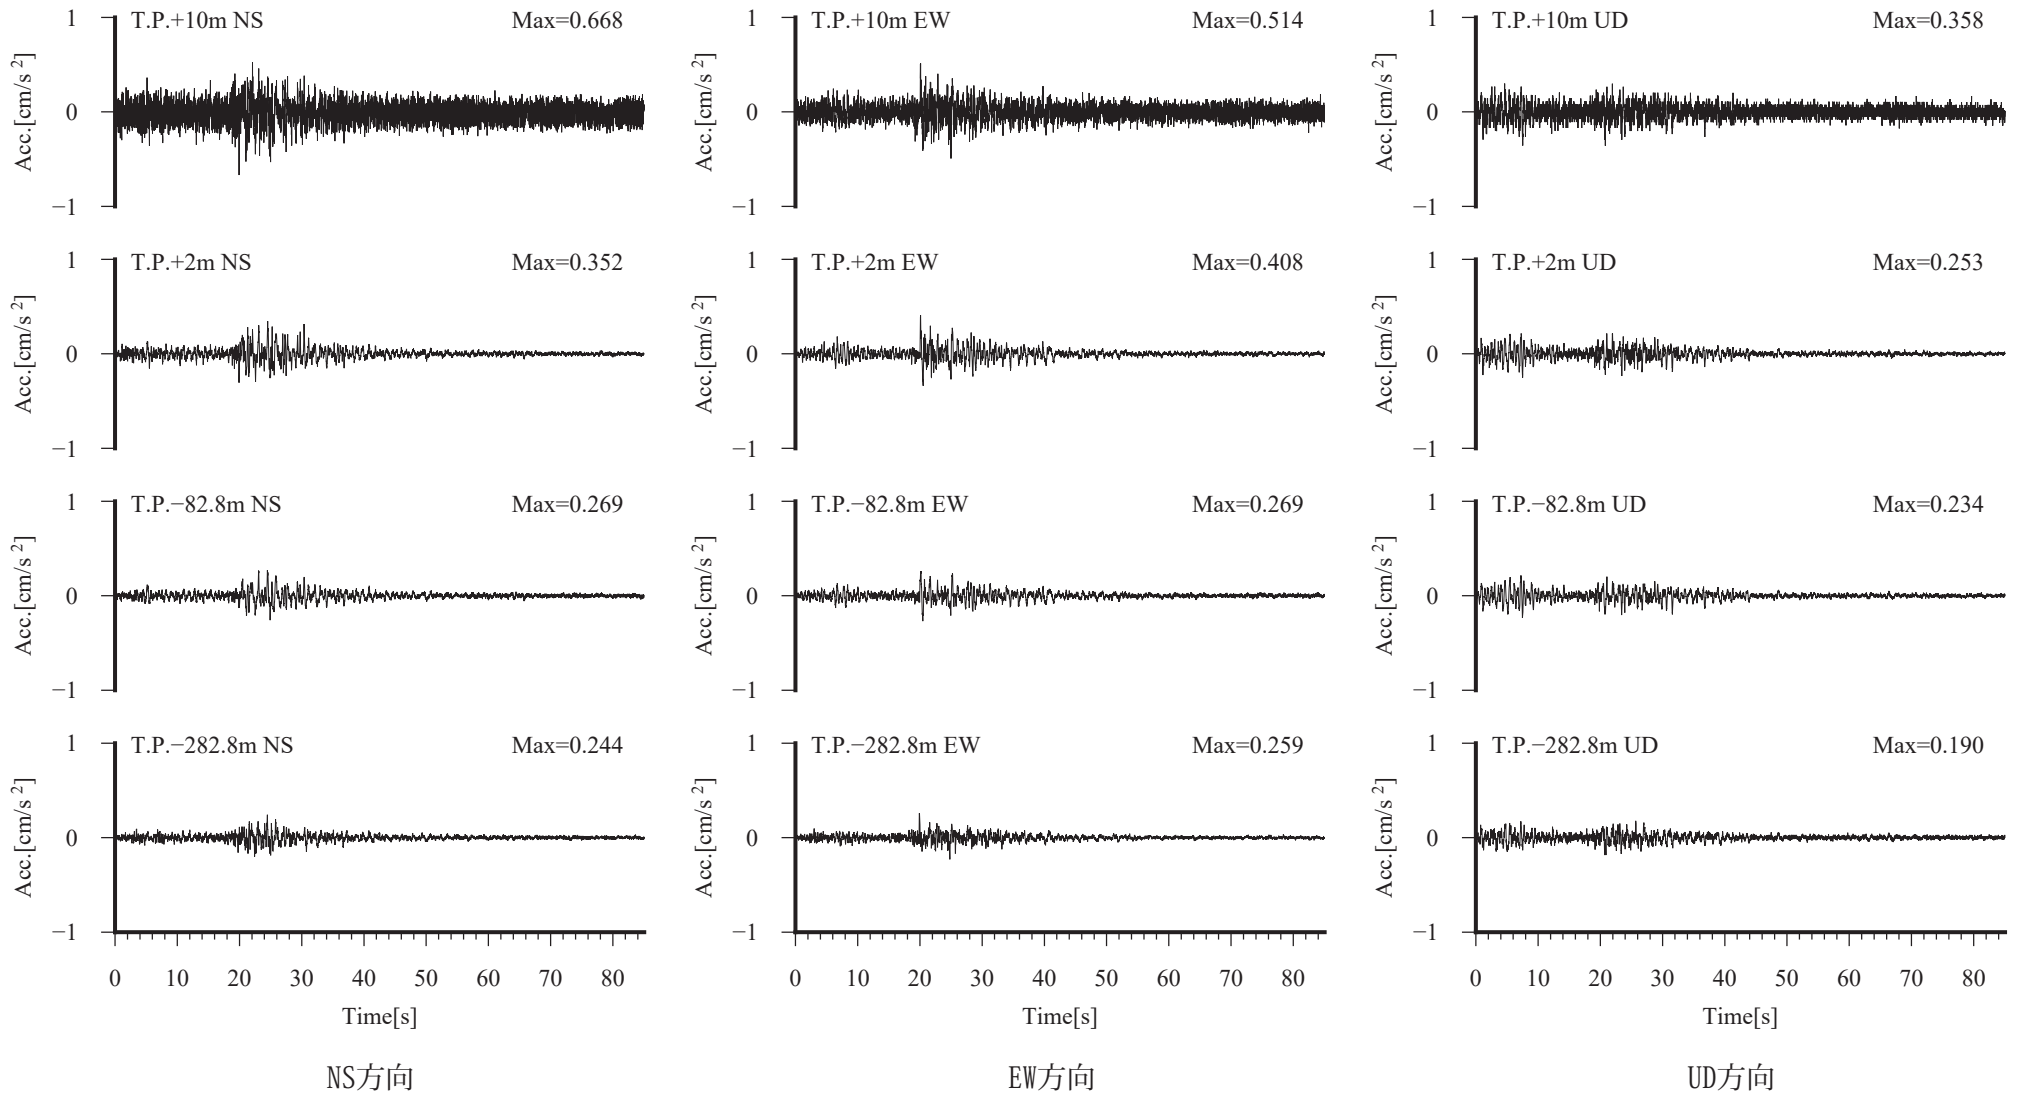 T.P.+10m NS Max=0.668
1
0
−1
Acc.[cm/s²]
T.P.+2m NS Max=0.352
1
0
−1
Acc.[cm/s²]
T.P.−82.8m NS Max=0.269
1
0
−1
Acc.[cm/s²]
T.P.−282.8m NS Max=0.244
1
0
−1
Acc.[cm/s²]
0 10 20 30 40 50 60 70 80
Time[s]
NS方向
T.P.+10m EW Max=0.514
1
0
−1
Acc.[cm/s²]
T.P.+2m EW Max=0.408
1
0
−1
Acc.[cm/s²]
T.P.−82.8m EW Max=0.269
1
0
−1
Acc.[cm/s²]
T.P.−282.8m EW Max=0.259
1
0
−1
Acc.[cm/s²]
0 10 20 30 40 50 60 70 80
Time[s]
EW方向
T.P.+10m UD Max=0.358
1
0
−1
Acc.[cm/s²]
T.P.+2m UD Max=0.253
1
0
−1
Acc.[cm/s²]
T.P.−82.8m UD Max=0.234
1
0
−1
Acc.[cm/s²]
T.P.−282.8m UD Max=0.190
1
0
−1
Acc.[cm/s²]
0 10 20 30 40 50 60 70 80
Time[s]
UD方向